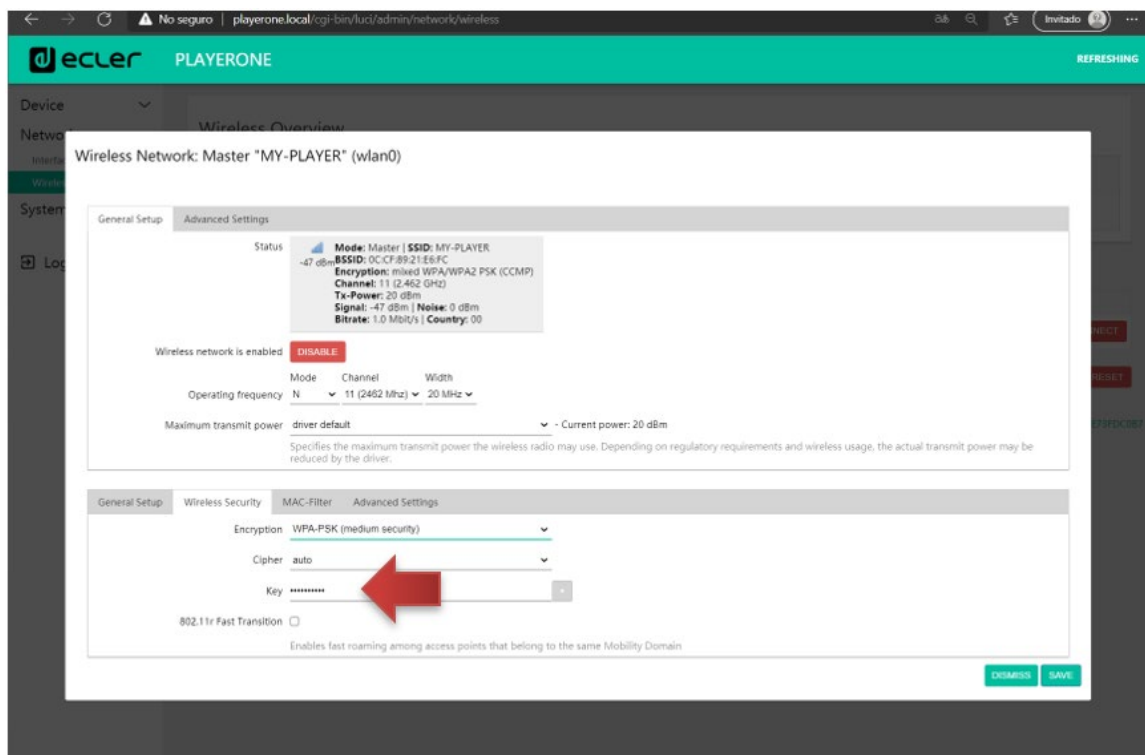 No seguro | playerone.local/cgi-bin/luci/admin/network/wireless
Invitado
ecler PLAYERONE REFRESHING
Device
Wireless Overview
Wireless Network: Master "MY-PLAYER" (wlan0)
General Setup Advanced Settings
Status
-47 dBm
Mode: Master | SSID: MY-PLAYER
BSSID: 0C:CF:89:21:E6:FC
Encryption: mixed WPA/WPA2 PSK (CCMP)
Channel: 11 (2.462 GHz)
Tx-Power: 20 dBm
Signal: -47 dBm | Noise: 0 dBm
Bitrate: 1.0 Mbit/s | Country: 00
Wireless network is enabled DISABLE
Mode Channel Width
Operating frequency N 11 (2462 Mhz) 20 MHz
Maximum transmit power driver default - Current power: 20 dBm
Specifies the maximum transmit power the wireless radio may use. Depending on regulatory requirements and wireless usage, the actual transmit power may be
reduced by the driver.
General Setup Wireless Security MAC-Filter Advanced Settings
Encryption WPA-PSK (medium security)
Cipher auto
Key ••••••••••
802.11r Fast Transition
Enables fast roaming among access points that belong to the same Mobility Domain
DISMISS SAVE